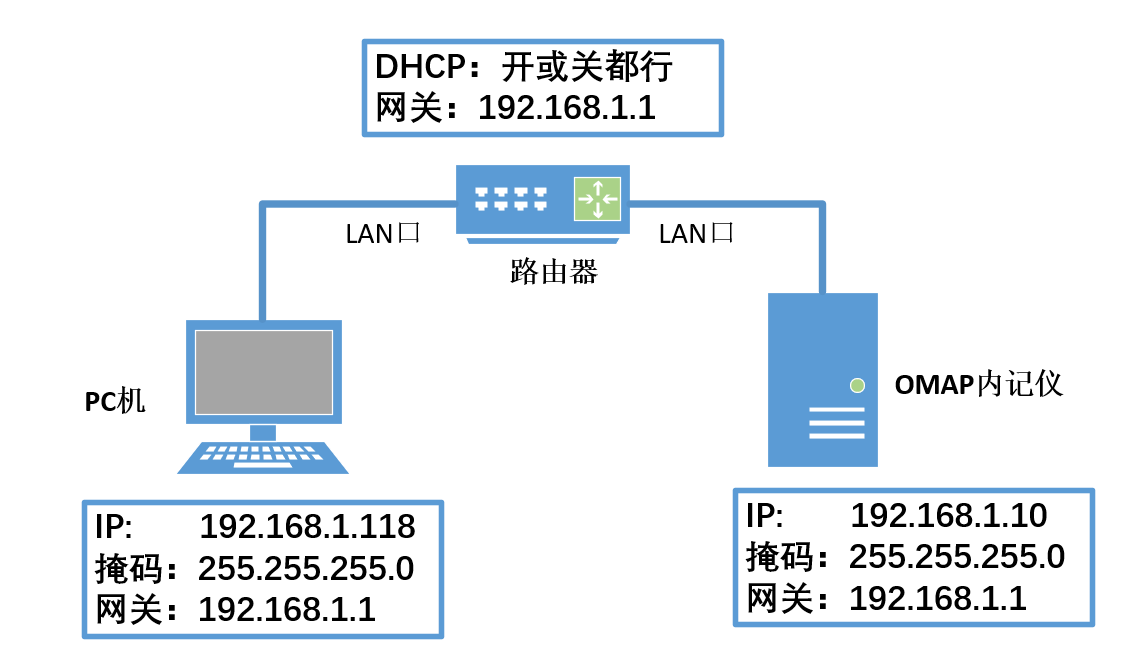 DHCP：开或关都行
网关：192.168.1.1
LAN口
LAN口
路由器
PC机
OMAP内记仪
IP: 192.168.1.118
掩码：255.255.255.0
网关：192.168.1.1
IP: 192.168.1.10
掩码：255.255.255.0
网关：192.168.1.1